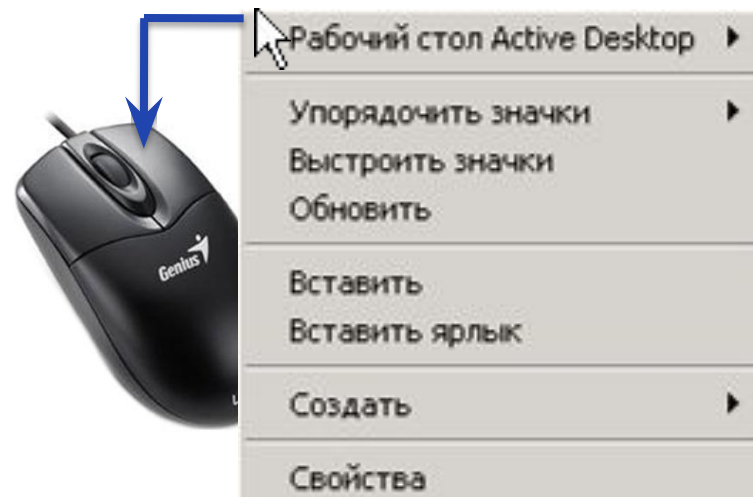 Рабочий стол Active Desktop
Упорядочить значки
Выстроить значки
Обновить
Вставить
Вставить ярлык
Создать
Свойства
Genius